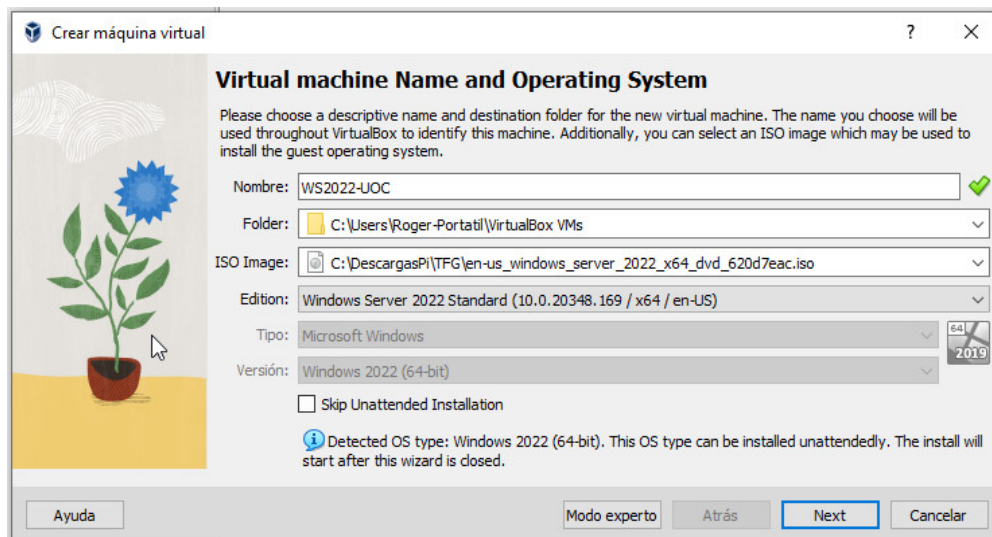 Crear máquina virtual
?
Virtual machine Name and Operating System
Please choose a descriptive name and destination folder for the new virtual machine. The name you choose will be
used throughout VirtualBox to identify this machine. Additionally, you can select an ISO image which may be used to
install the guest operating system.
Nombre: WS2022-UOC
Folder: C:\Users\Roger-Portatil\VirtualBox VMs
ISO Image: C:\DescargasPi\TFG\en-us_windows_server_2022_x64_dvd_620d7eac.iso
Edition: Windows Server 2022 Standard (10.0.20348.169 / x64 / en-US)
Tipo: Microsoft Windows
64
2019
Versión: Windows 2022 (64-bit)
Skip Unattended Installation
Detected OS type: Windows 2022 (64-bit). This OS type can be installed unattendedly. The install will
start after this wizard is closed.
Ayuda Modo experto Atrás Next Cancelar